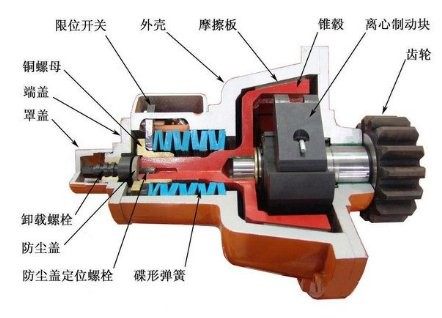 限位开关
外壳
摩擦板
锥毂
离心制动块
齿轮
铜螺母
端盖
罩盖
卸载螺栓
防尘盖
防尘盖定位螺栓
碟形弹簧